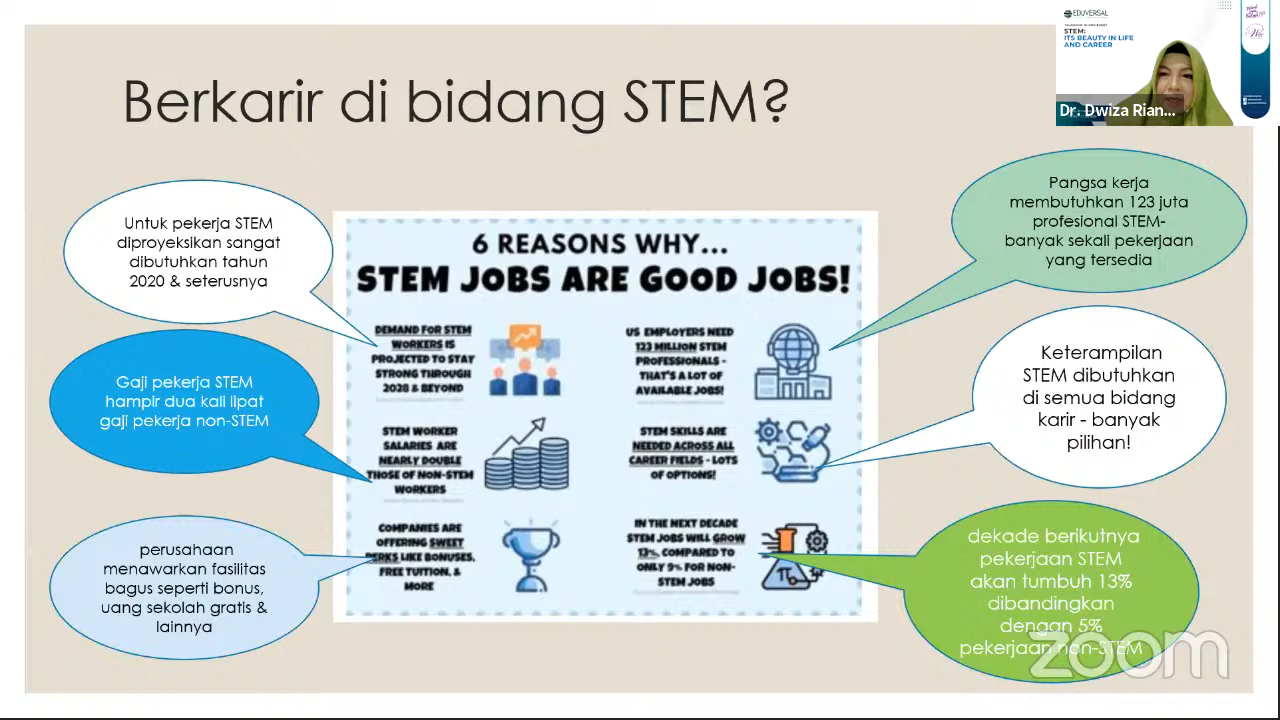 Berkarir di bidang STEM?
EDUVERSAL
STEM:
ITS BEAUTY IN LIFE
AND CAREER
Dr. Dwiza Rian...
Untuk pekerja STEM
diproyeksikan sangat
dibutuhkan tahun
2020 & seterusnya
Gaji pekerja STEM
hampir dua kali lipat
gaji pekerja non-STEM
perusahaan
menawarkan fasilitas
bagus seperti bonus,
uang sekolah gratis &
lainnya
6 REASONS WHY...
STEM JOBS ARE GOOD JOBS!
DEMAND FOR STEM
WORKERS IS
PROJECTED TO STAY
STRONG THROUGH
2028 & BEYOND
US EMPLOYERS NEED
123 MILLION STEM
PROFESSIONALS -
THAT'S A LOT OF
AVAILABLE JOBS!
STEM WORKER
SALARIES ARE
NEARLY DOUBLE
THOSE OF NON-STEM
WORKERS
STEM SKILLS ARE
NEEDED ACROSS ALL
CAREER FIELDS - LOTS
OF OPTIONS!
COMPANIES ARE
OFFERING SWEET
PERKS LIKE BONUSES,
FREE TUITION, &
MORE
IN THE NEXT DECADE
STEM JOBS WILL GROW
13%, COMPARED TO
ONLY 9% FOR NON-
STEM JOBS
Pangsa kerja
membutuhkan 123 juta
profesional STEM-
banyak sekali pekerjaan
yang tersedia
Keterampilan
STEM dibutuhkan
di semua bidang
karir - banyak
pilihan!
dekade berikutnya
pekerjaan STEM
akan tumbuh 13%
dibandingkan
dengan 5%
pekerjaan non-STEM
zoom